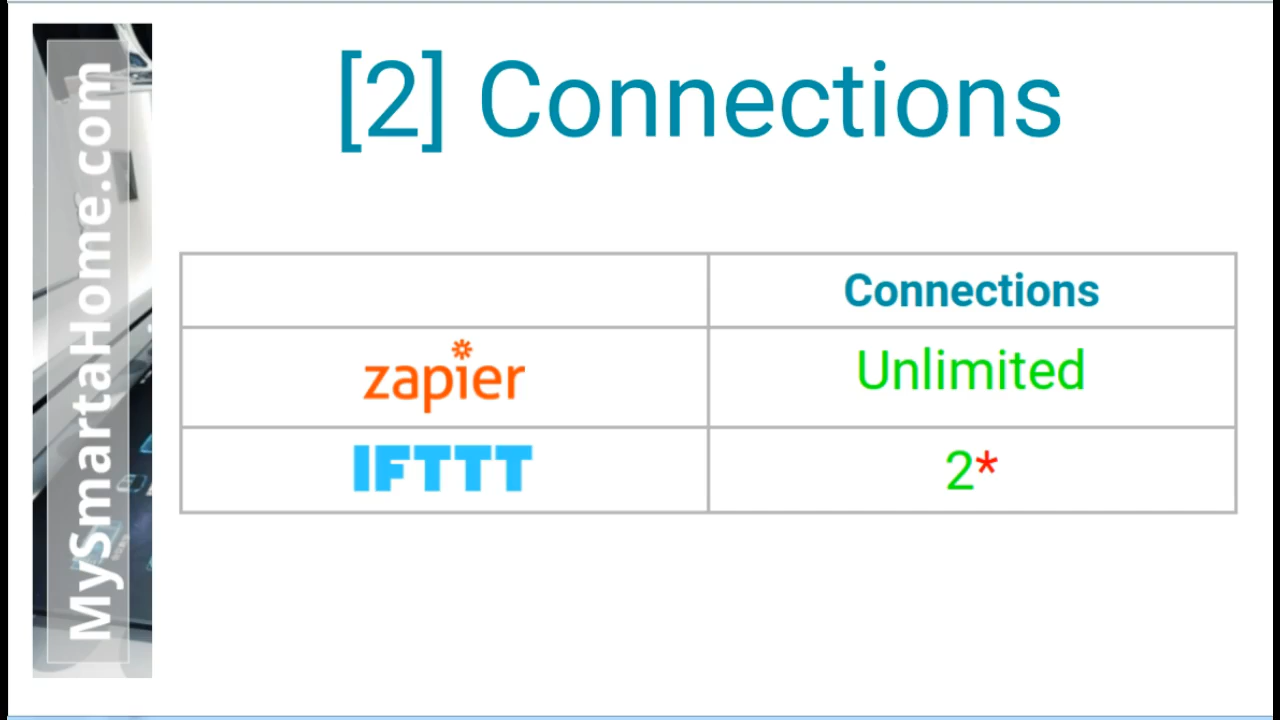 MySmartaHome.com
[2] Connections
Connections
zapier
Unlimited
IFTTT
2*